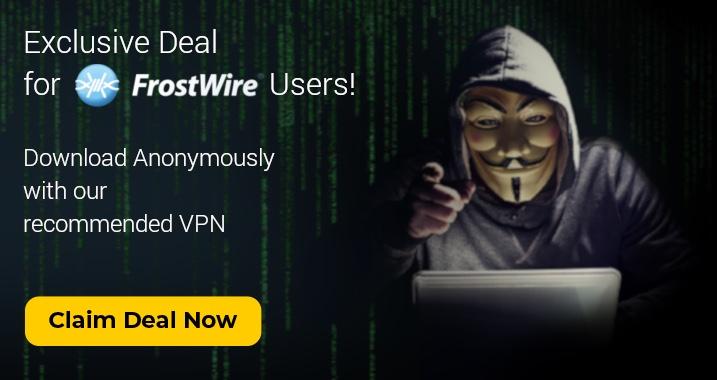 Exclusive Deal
for FrostWire Users!
Download Anonymously
with our
recommended VPN
Claim Deal Now